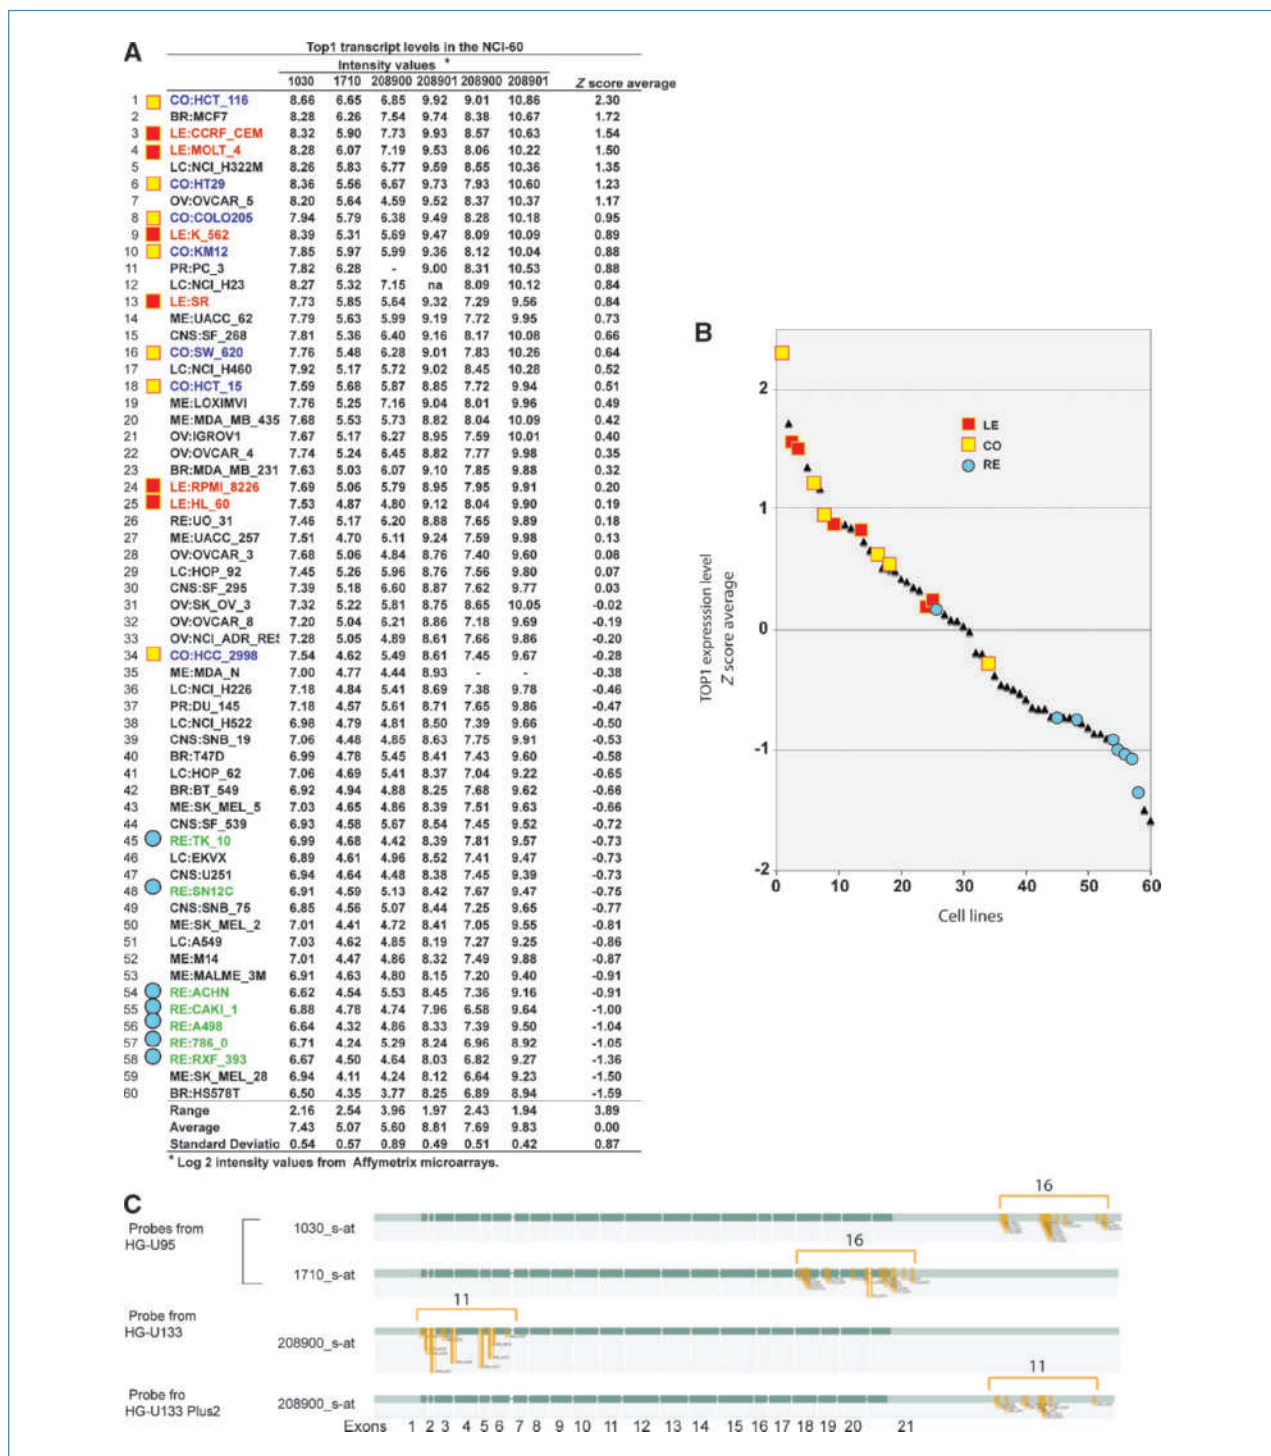 A
Top1 transcript levels in the NCI-60
Intensity values *
1030 1710 208900 208901 208900 208901 Z score average
1 CO:HCT_116 8.66 6.65 6.85 9.92 9.01 10.86 2.30
2 BR:MCF7 8.28 6.26 7.54 9.74 8.38 10.67 1.72
3 LE:CCRF_CEM 8.32 5.90 7.73 9.93 8.57 10.63 1.54
4 LE:MOLT_4 8.28 6.07 7.19 9.53 8.06 10.22 1.50
5 LC:NCI_H322M 8.26 5.83 6.77 9.59 8.55 10.36 1.35
6 CO:HT29 8.36 5.56 6.67 9.73 7.93 10.60 1.23
7 OV:OVCAR_5 8.20 5.64 4.59 9.52 8.37 10.37 1.17
8 CO:COLO205 7.94 5.79 6.38 9.49 8.28 10.18 0.95
9 LE:K_562 8.39 5.31 5.69 9.47 8.09 10.09 0.89
10 CO:KM12 7.85 5.97 5.99 9.36 8.12 10.04 0.88
11 PR:PC_3 7.82 6.28 - 9.00 8.31 10.53 0.88
12 LC:NCI_H23 8.27 5.32 7.15 na 8.09 10.12 0.84
13 LE:SR 7.73 5.85 5.64 9.32 7.29 9.56 0.84
14 ME:UACC_62 7.79 5.63 5.99 9.19 7.72 9.95 0.73
15 CNS:SF_268 7.81 5.36 6.40 9.16 8.17 10.08 0.66
16 CO:SW_620 7.76 5.48 6.28 9.01 7.83 10.26 0.64
17 LC:NCI_H460 7.92 5.17 5.72 9.02 8.45 10.28 0.52
18 CO:HCT_15 7.59 5.68 5.87 8.85 7.72 9.94 0.51
19 ME:LOXIMVI 7.76 5.25 7.16 9.04 8.01 9.96 0.49
20 ME:MDA_MB_435 7.68 5.53 5.73 8.82 8.04 10.09 0.42
21 OV:IGROV1 7.67 5.17 6.27 8.95 7.59 10.01 0.40
22 OV:OVCAR_4 7.74 5.24 6.45 8.82 7.77 9.98 0.35
23 BR:MDA_MB_231 7.63 5.03 6.07 9.10 7.85 9.88 0.32
24 LE:RPMI_8226 7.69 5.06 5.79 8.95 7.95 9.91 0.20
25 LE:HL_60 7.53 4.87 4.80 9.12 8.04 9.90 0.19
26 RE:UO_31 7.46 5.17 6.20 8.88 7.65 9.89 0.18
27 ME:UACC_257 7.51 4.70 6.11 9.24 7.59 9.98 0.13
28 OV:OVCAR_3 7.68 5.06 4.84 8.76 7.40 9.60 0.08
29 LC:HOP_92 7.45 5.26 5.96 8.76 7.56 9.80 0.07
30 CNS:SF_295 7.39 5.18 6.60 8.87 7.62 9.77 0.03
31 OV:SK_OV_3 7.32 5.22 5.81 8.75 8.65 10.05 -0.02
32 OV:OVCAR_8 7.20 5.04 6.21 8.86 7.18 9.69 -0.19
33 OV:NCI_ADR_RES 7.28 5.05 4.89 8.61 7.66 9.86 -0.20
34 CO:HCC_2998 7.54 4.62 5.49 8.61 7.45 9.67 -0.28
35 ME:MDA_N 7.00 4.77 4.44 8.93 - - -0.38
36 LC:NCI_H226 7.18 4.84 5.41 8.69 7.38 9.78 -0.46
37 PR:DU_145 7.18 4.57 5.61 8.71 7.65 9.86 -0.47
38 LC:NCI_H522 6.98 4.79 4.81 8.50 7.39 9.66 -0.50
39 CNS:SNB_19 7.06 4.48 4.85 8.63 7.75 9.91 -0.53
40 BR:T47D 6.99 4.78 5.45 8.41 7.43 9.60 -0.58
41 LC:HOP_62 7.06 4.69 5.41 8.37 7.04 9.22 -0.65
42 BR:BT_549 6.92 4.94 4.88 8.25 7.68 9.62 -0.66
43 ME:SK_MEL_5 7.03 4.65 4.86 8.39 7.51 9.63 -0.66
44 CNS:SF_539 6.93 4.58 5.67 8.54 7.45 9.52 -0.72
45 RE:TK_10 6.99 4.68 4.42 8.39 7.81 9.57 -0.73
46 LC:EKVX 6.89 4.61 4.96 8.52 7.41 9.47 -0.73
47 CNS:U251 6.94 4.64 4.48 8.38 7.45 9.39 -0.73
48 RE:SN12C 6.91 4.59 5.13 8.42 7.67 9.47 -0.75
49 CNS:SNB_75 6.85 4.56 5.07 8.44 7.25 9.65 -0.77
50 ME:SK_MEL_2 7.01 4.41 4.72 8.41 7.05 9.55 -0.81
51 LC:A549 7.03 4.62 4.85 8.19 7.27 9.25 -0.86
52 ME:M14 7.01 4.47 4.86 8.32 7.49 9.88 -0.87
53 ME:MALME_3M 6.91 4.63 4.80 8.15 7.20 9.40 -0.91
54 RE:ACHN 6.62 4.54 5.53 8.45 7.36 9.16 -0.91
55 RE:CAKI_1 6.88 4.78 4.74 7.96 6.58 9.64 -1.00
56 RE:A498 6.64 4.32 4.86 8.33 7.39 9.50 -1.04
57 RE:786_0 6.71 4.24 5.29 8.24 6.96 8.92 -1.05
58 RE:RXF_393 6.67 4.50 4.64 8.03 6.82 9.27 -1.36
59 ME:SK_MEL_28 6.94 4.11 4.24 8.12 6.64 9.23 -1.50
60 BR:HS578T 6.50 4.35 3.77 8.25 6.89 8.94 -1.59
Range 2.16 2.54 3.96 1.97 2.43 1.94 3.89
Average 7.43 5.07 5.60 8.81 7.69 9.83 0.00
Standard Deviatio 0.54 0.57 0.89 0.49 0.51 0.42 0.87
* Log 2 intensity values from Affymetrix microarrays.
B
TOP1 expresssion level
Z score average
2
1
0
-1
-2
LE
CO
RE
0 10 20 30 40 50 60
Cell lines
C
Probes from
HG-U95
1030_s-at
16
1710_s-at
16
Probe from
HG-U133
208900_s-at
11
Probe fro
HG-U133 Plus2
208900_s-at
11
Exons 1 2 3 4 5 6 7 8 9 10 11 12 13 14 15 16 17 18 19 20 21